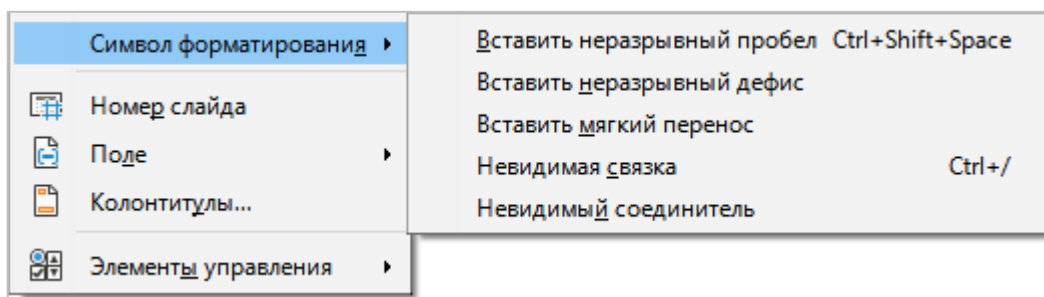 Символ форматирования
Номер слайда
Поле
Колонтитулы...
Элементы управления
Вставить неразрывный пробел Ctrl+Shift+Space
Вставить неразрывный дефис
Вставить мягкий перенос
Невидимая связка Ctrl+/
Невидимый соединитель